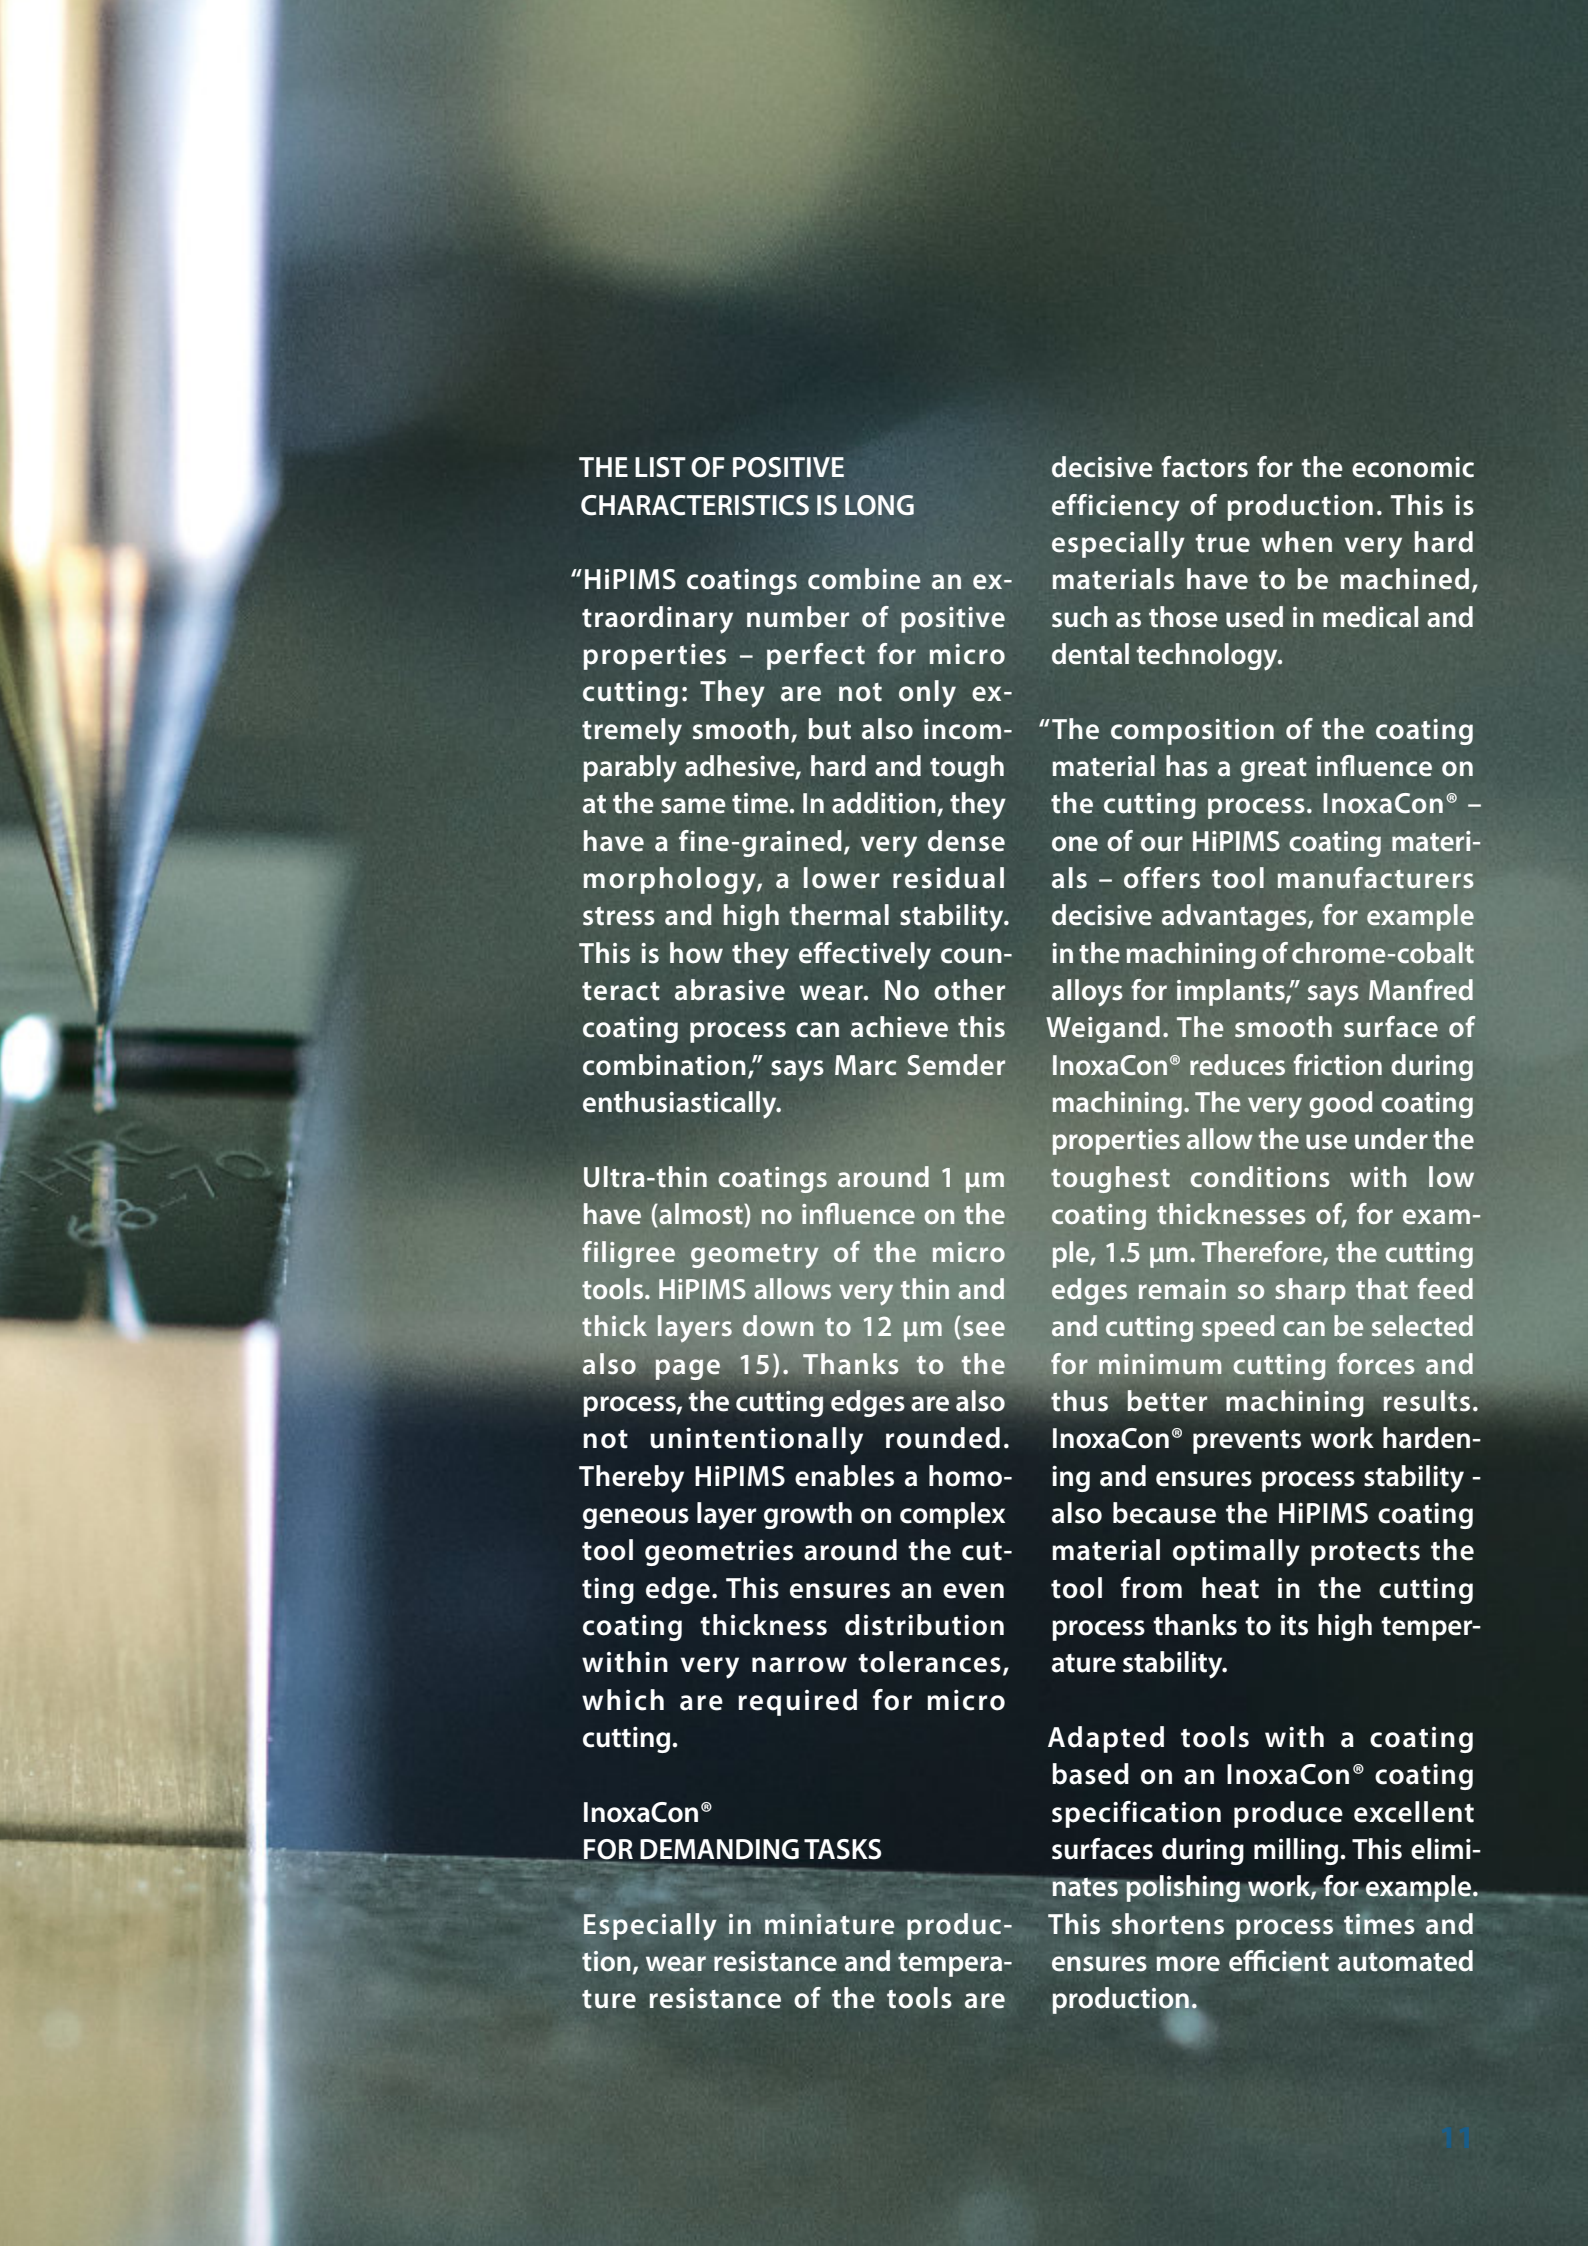 THE LIST OF POSITIVE
CHARACTERISTICS IS LONG
“HiPIMS coatings combine an ex-
traordinary number of positive
properties – perfect for micro
cutting: They are not only ex-
tremely smooth, but also incom-
parably adhesive, hard and tough
at the same time. In addition, they
have a fine-grained, very dense
morphology, a lower residual
stress and high thermal stability.
This is how they effectively coun-
teract abrasive wear. No other
coating process can achieve this
combination,” says Marc Semder
enthusiastically.
Ultra-thin coatings around 1 µm
have (almost) no influence on the
filigree geometry of the micro
tools. HiPIMS allows very thin and
thick layers down to 12 µm (see
also page 15). Thanks to the
process, the cutting edges are also
not unintentionally rounded.
Thereby HiPIMS enables a homo-
geneous layer growth on complex
tool geometries around the cut-
ting edge. This ensures an even
coating thickness distribution
within very narrow tolerances,
which are required for micro
cutting.
InoxaCon®
FOR DEMANDING TASKS
Especially in miniature produc-
tion, wear resistance and tempera-
ture resistance of the tools are
decisive factors for the economic
efficiency of production. This is
especially true when very hard
materials have to be machined,
such as those used in medical and
dental technology.
“The composition of the coating
material has a great influence on
the cutting process. InoxaCon® –
one of our HiPIMS coating materi-
als – offers tool manufacturers
decisive advantages, for example
in the machining of chrome-cobalt
alloys for implants,” says Manfred
Weigand. The smooth surface of
InoxaCon® reduces friction during
machining. The very good coating
properties allow the use under the
toughest conditions with low
coating thicknesses of, for exam-
ple, 1.5 µm. Therefore, the cutting
edges remain so sharp that feed
and cutting speed can be selected
for minimum cutting forces and
thus better machining results.
InoxaCon® prevents work harden-
ing and ensures process stability -
also because the HiPIMS coating
material optimally protects the
tool from heat in the cutting
process thanks to its high temper-
ature stability.
Adapted tools with a coating
based on an InoxaCon® coating
specification produce excellent
surfaces during milling. This elimi-
nates polishing work, for example.
This shortens process times and
ensures more efficient automated
production.
HRC
68-70
11